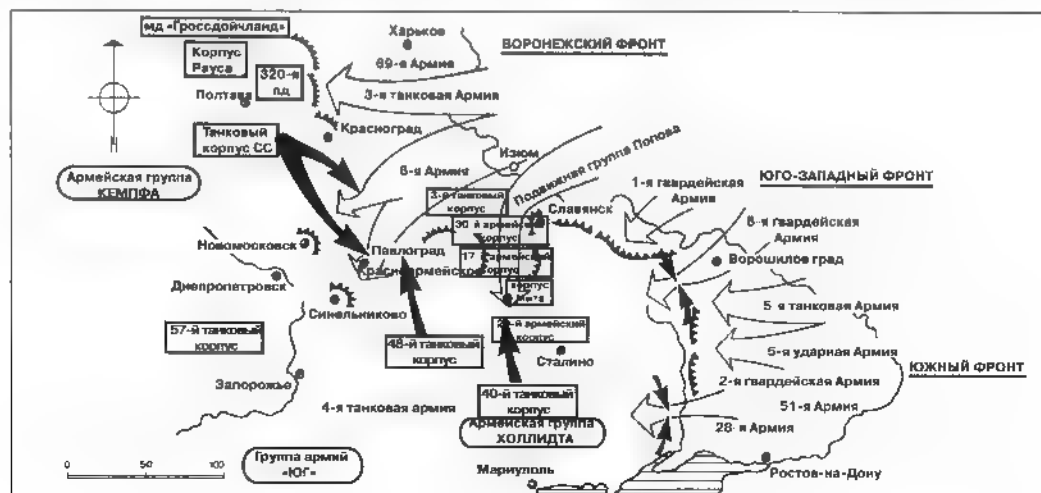 мд «Гроссдойчланд»
Корпус
Рауса
320-я
пд
Полтава
Харьков
69-я Армия
ВОРОНЕЖСКИЙ ФРОНТ
3-я танковая Армия
Красноград
Танковый
корпус СС
Армейская группа
КЕМПФА
6-я Армия
Изюм
Подвижная группа Попова
3-й танковый
корпус
30-й армейский
корпус
17-й армейский
корпус
корпус
Славянск
1-я гвардейская
Армия
ЮГО-ЗАПАДНЫЙ ФРОНТ
8-я гвардейская
Армия
Ворошилов град
Новомосковск
Павлоград
Красноармейское
Днепропетровск
Синельниково
5-я танковая Армия
57-й танковый
корпус
48-й танковый
корпус
армейский
корпус
Сталино
5-я ударная Армия
ЮЖНЫЙ ФРОНТ
Запорожье
4-я танковая армия
40-й танковый
корпус
Армейская группа
ХОЛЛИДТА
2-я гвардейская Армия
51-я Армия
28-я Армия
Группа армий
«ЮГ»
0 50 100
Мариуполь
Ростов-на-Дону